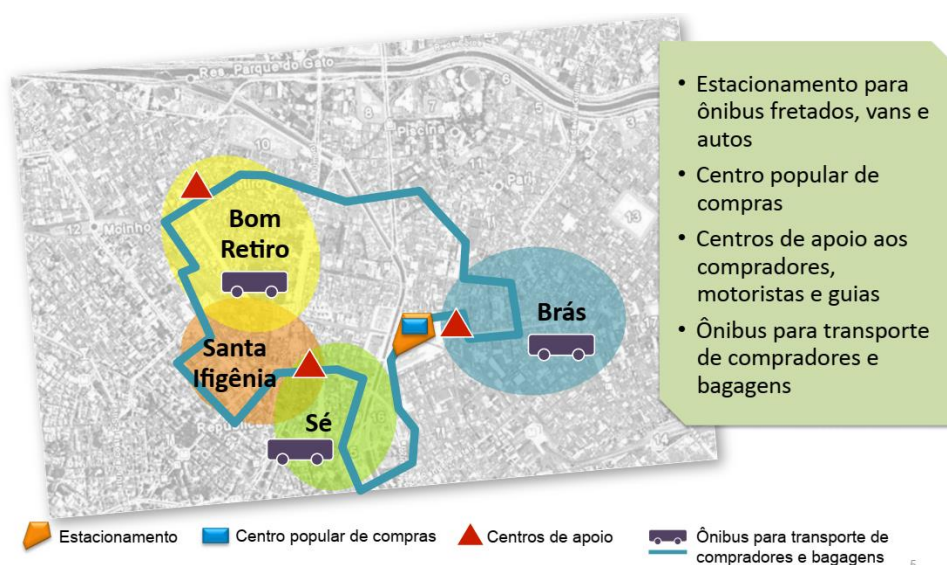 Res. Parque do Gato
Piscina
Pari
Moinho
Bom
Retiro
Brás
Santa
Ifigênia
Sé
• Estacionamento para
ônibus fretados, vans e
autos
• Centro popular de
compras
• Centros de apoio aos
compradores,
motoristas e guias
• Ônibus para transporte
de compradores e
bagagens
Estacionamento
Centro popular de compras
Centros de apoio
Ônibus para transporte de
compradores e bagagens
5